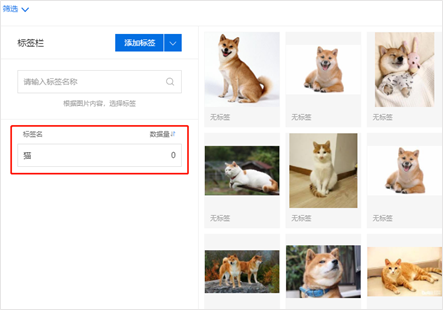 筛选
标签栏
添加标签
请输入标签名称
根据图片内容，选择标签
标签名 数据量
猫 0
无标签 无标签 无标签
无标签 无标签 无标签